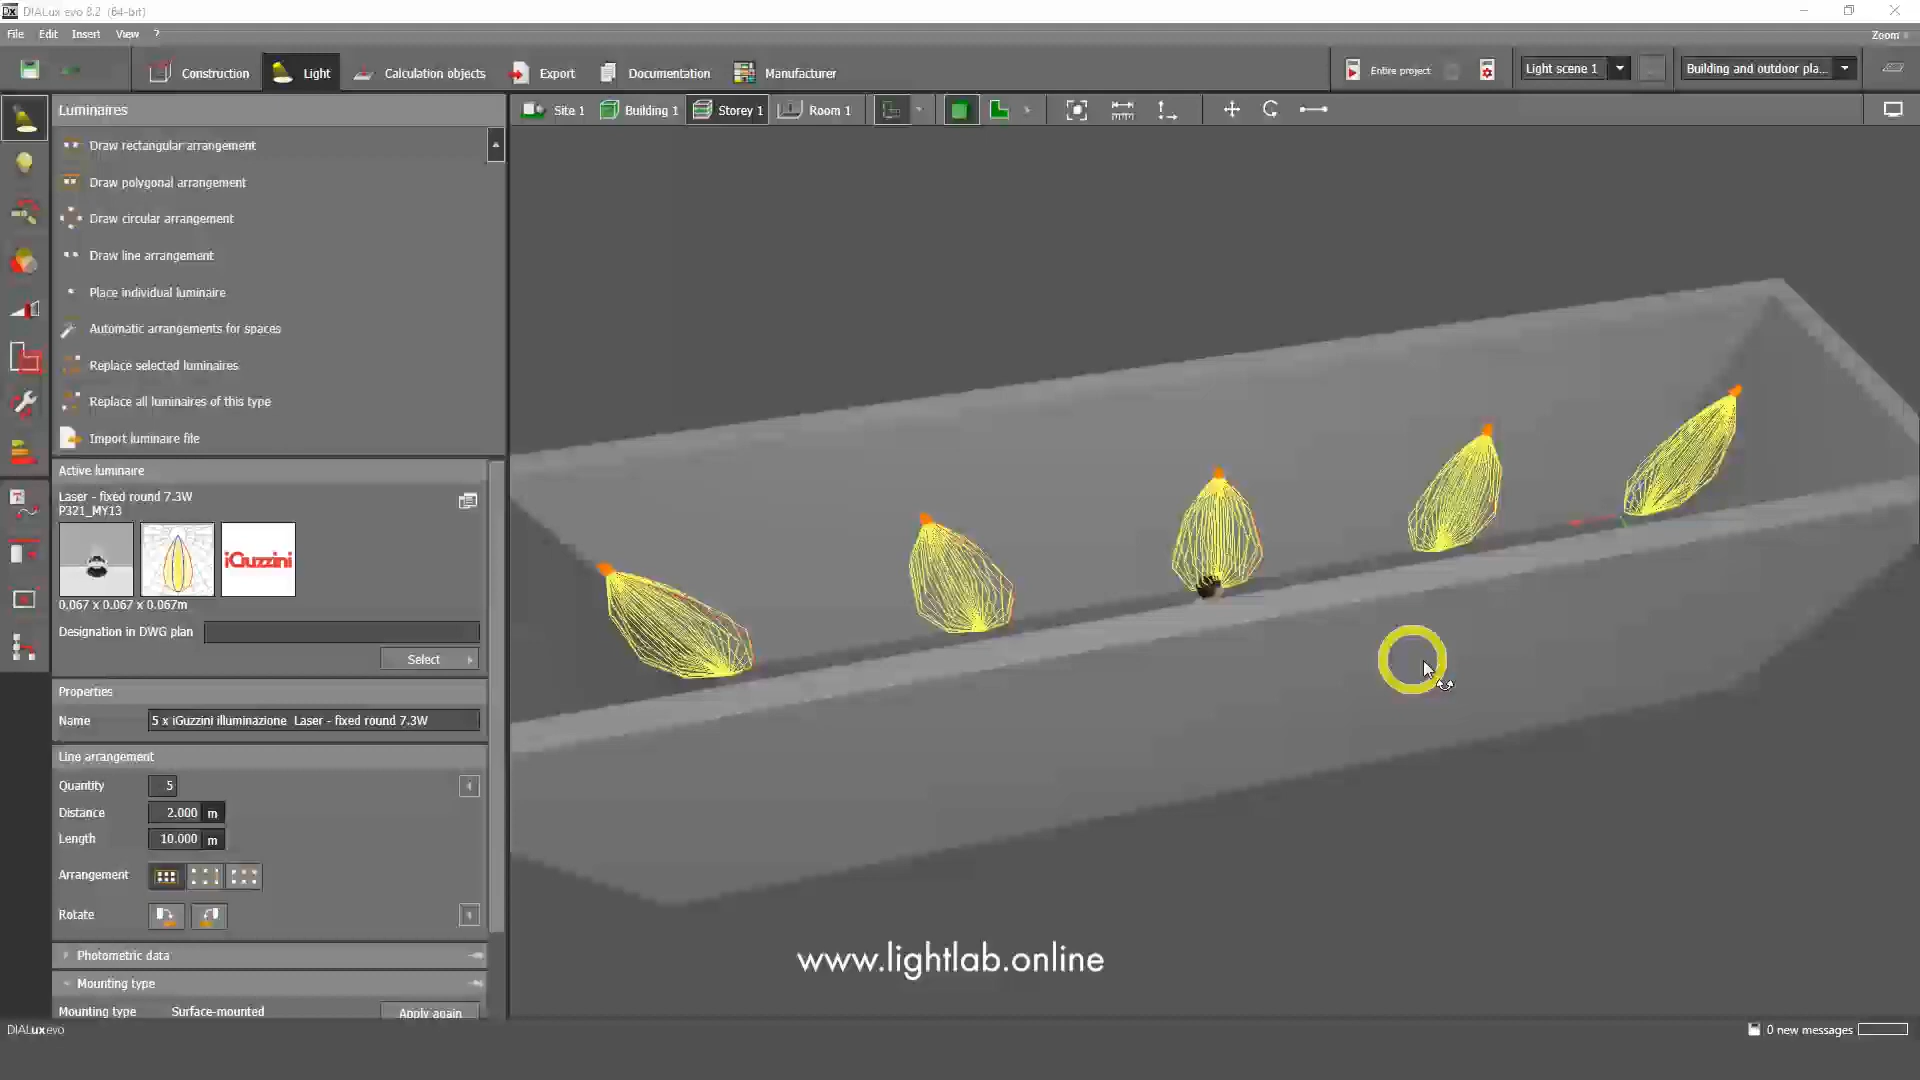 DIALux evo 8.2 (64-bit)
File Edit Insert View ?
Zoom
Construction Light Calculation objects Export Documentation Manufacturer
Entire project Light scene 1 Building and outdoor pla...
Luminaires
Site 1 Building 1 Storey 1 Room 1
Draw rectangular arrangement
Draw polygonal arrangement
Draw circular arrangement
Draw line arrangement
Place individual luminaire
Automatic arrangements for spaces
Replace selected luminaires
Replace all luminaires of this type
Import luminaire file
Active luminaire
Laser - fixed round 7.3W
P321_MY13
iGuzzini
0.067 x 0.067 x 0.067m
Designation in DWG plan
Select
Properties
Name 5 x iGuzzini illuminazione Laser - fixed round 7.3W
Line arrangement
Quantity 5
Distance 2.000 m
Length 10.000 m
Arrangement
Rotate
Photometric data
Mounting type
Mounting type Surface-mounted Apply again
www.lightlab.online
DIALux evo
0 new messages